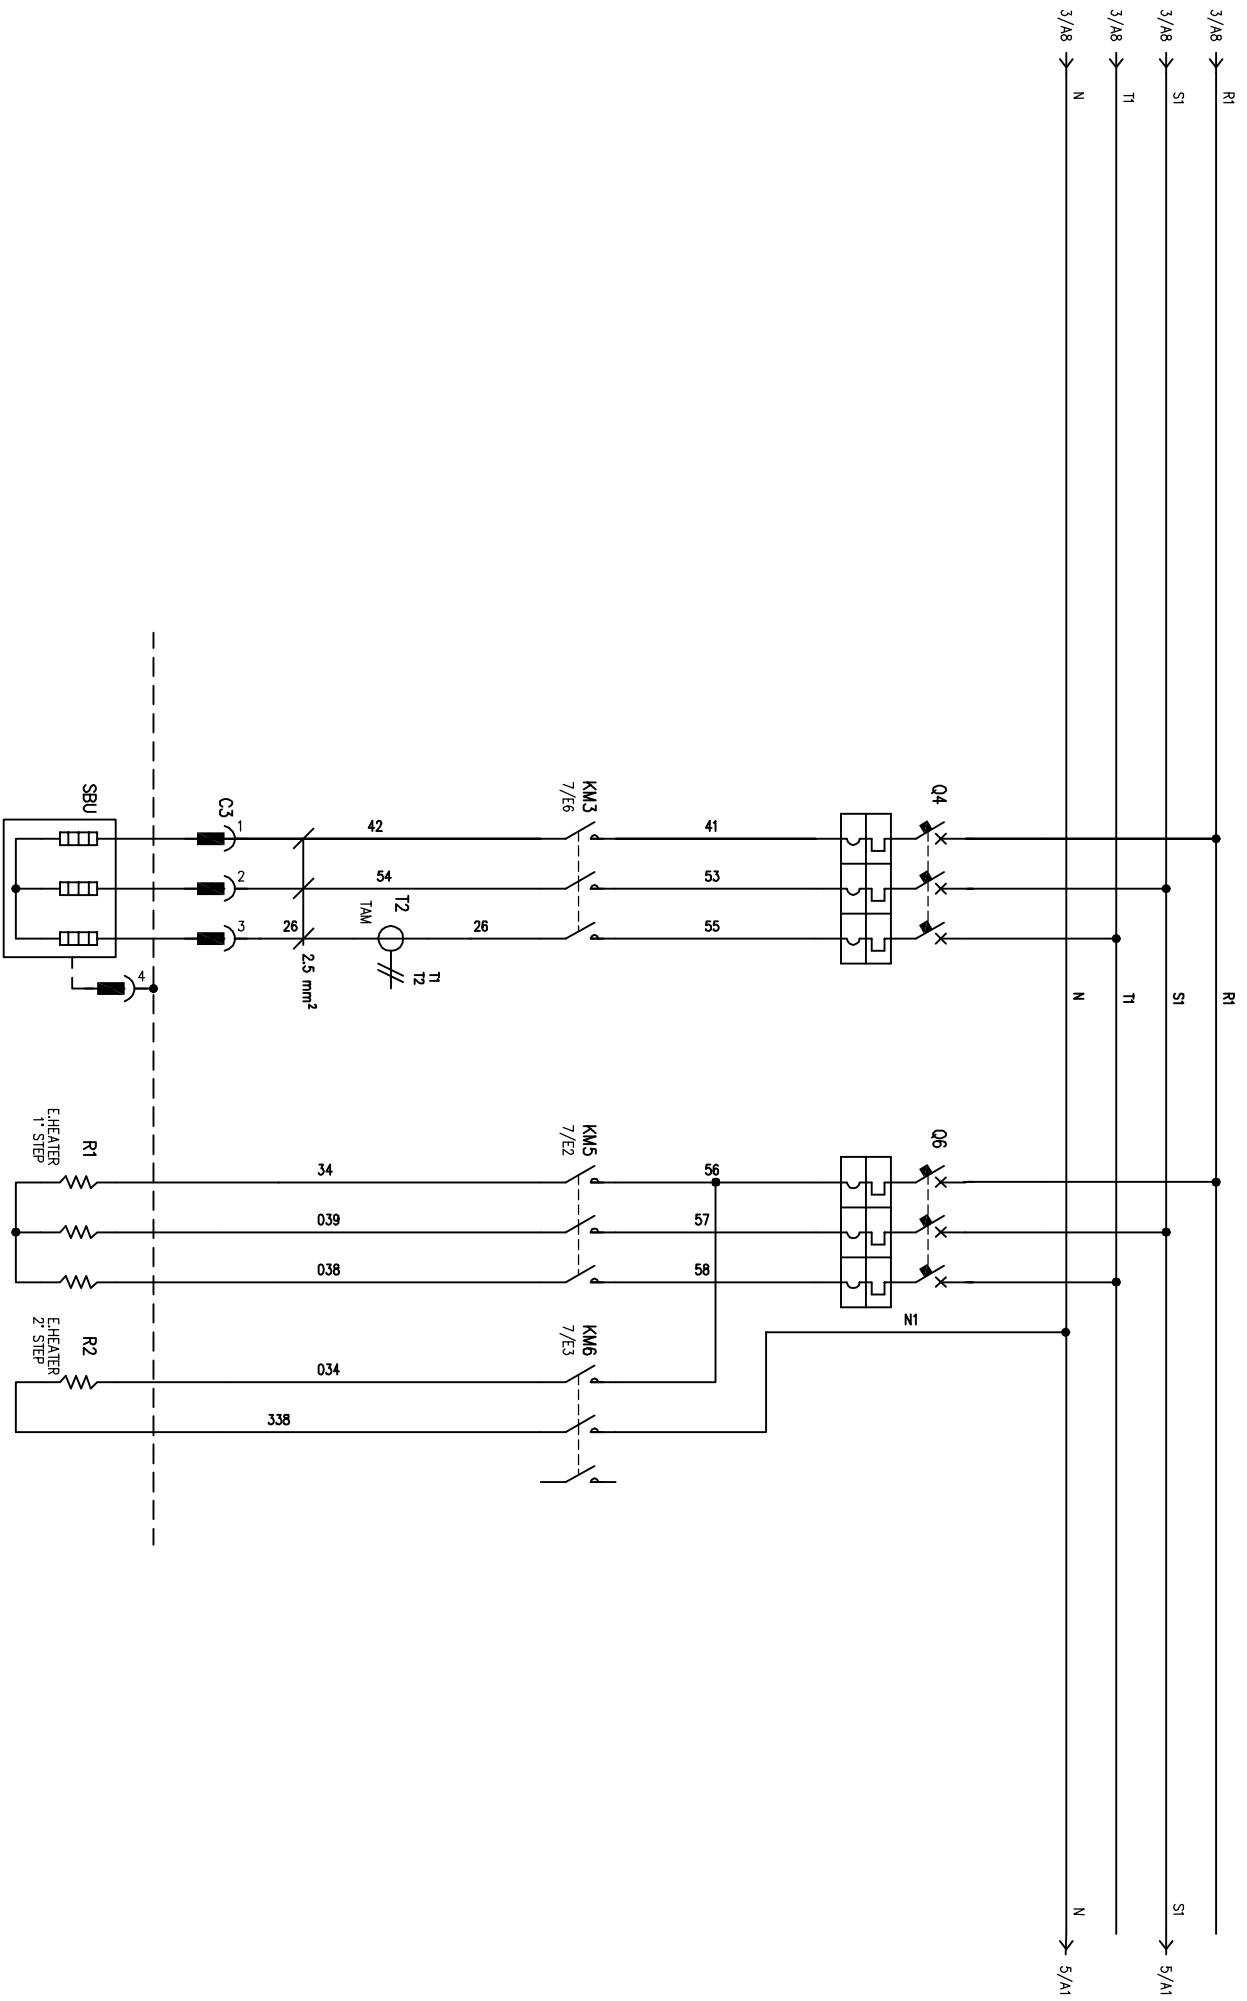 3/A8
R1
R1
3/A8
S1
S1
S1
5/A1
3/A8
T1
T1
3/A8
N
N
N
5/A1
Q4
Q6
N1
41
53
55
56
57
58
KM3
7/E6
KM5
7/E2
KM6
7/E3
T2
TAM
T1
T2
26
42
54
26
2.5 mm²
34
039
038
034
338
C3
1
2
3
4
SBU
R1
E.HEATER
1° STEP
R2
E.HEATER
2° STEP